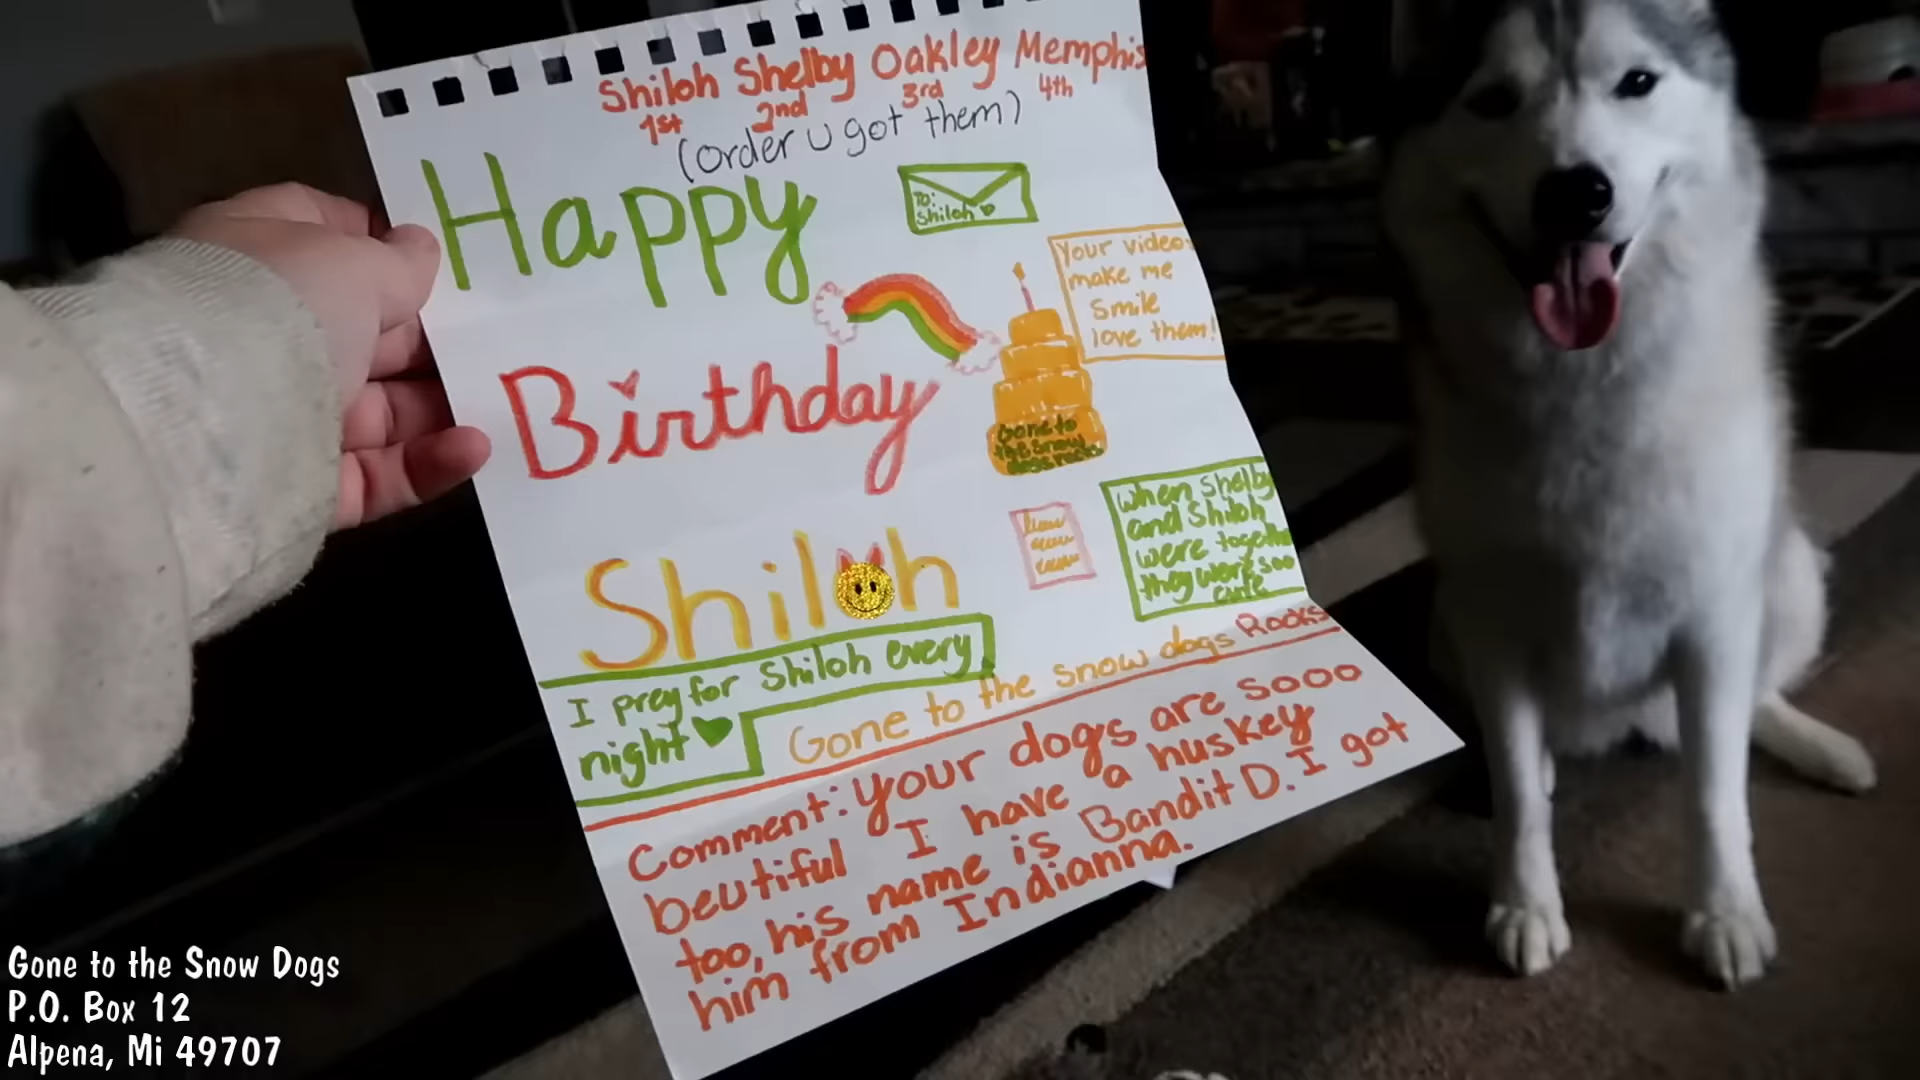 Shiloh Shelby Oakley Memphis
1st 2nd 3rd 4th
(order u got them)
Happy
To:
Shiloh
Your video
make me
smile
love them!
Birthday
Gone to
the snow
dogs rocks
When Shelby
and Shiloh
were together
they were soo
cute
Shiloh
I pray for Shiloh every
night
Gone to the snow dogs Rocks
Comment: Your dogs are sooo
beutiful I have a huskey
too, his name is Bandit D. I got
him from Indianna.
Gone to the Snow Dogs
P.O. Box 12
Alpena, Mi 49707